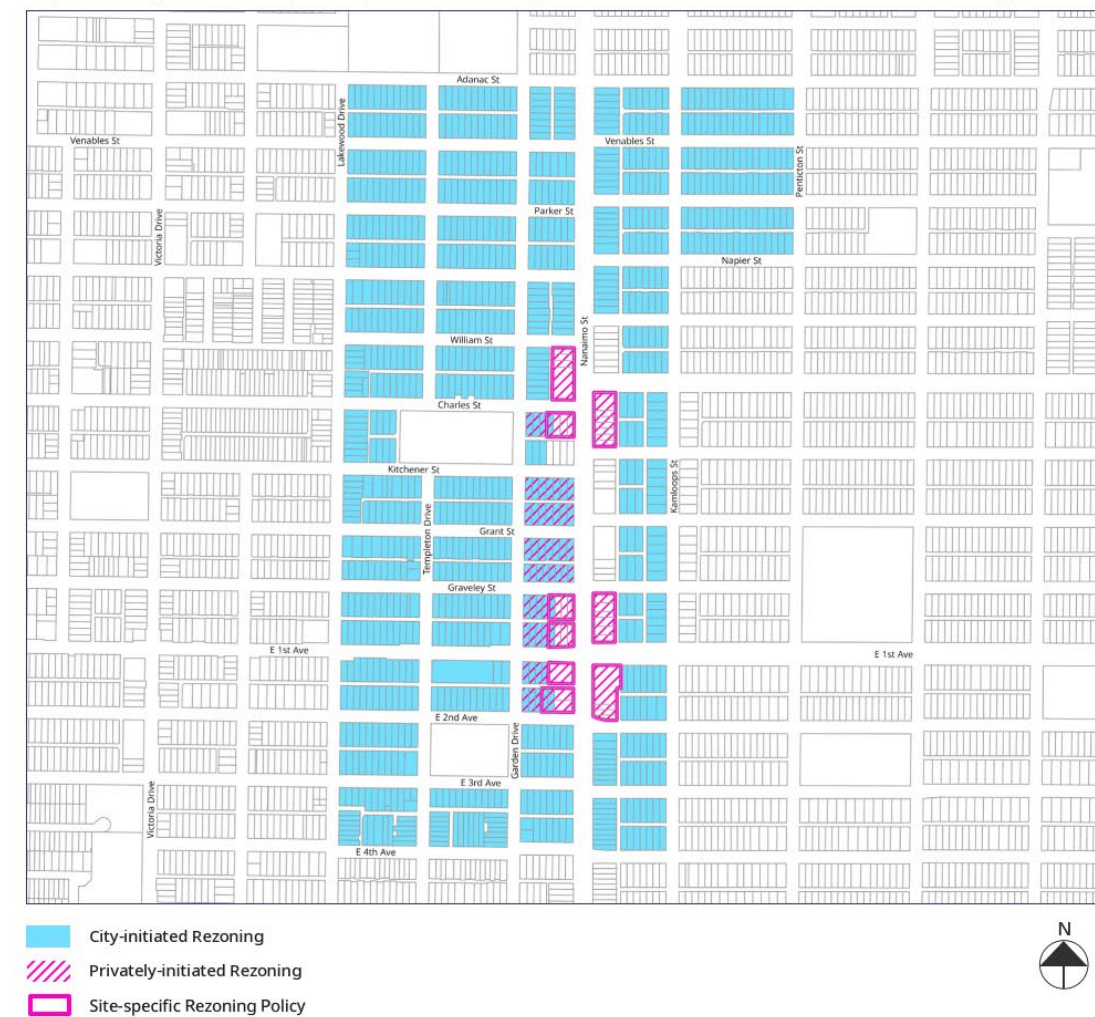 Adanac St
Lakewood Drive
Venables St
Venables St
Penticton St
Parker St
Victoria Drive
Napier St
Nanaimo St
William St
Charles St
Kitchener St
Kamloops St
Templeton Drive
Grant St
Graveley St
E 1st Ave
E 1st Ave
E 2nd Ave
Garden Drive
E 3rd Ave
Victoria Drive
E 4th Ave
City-initiated Rezoning
N
Privately-initiated Rezoning
Site-specific Rezoning Policy